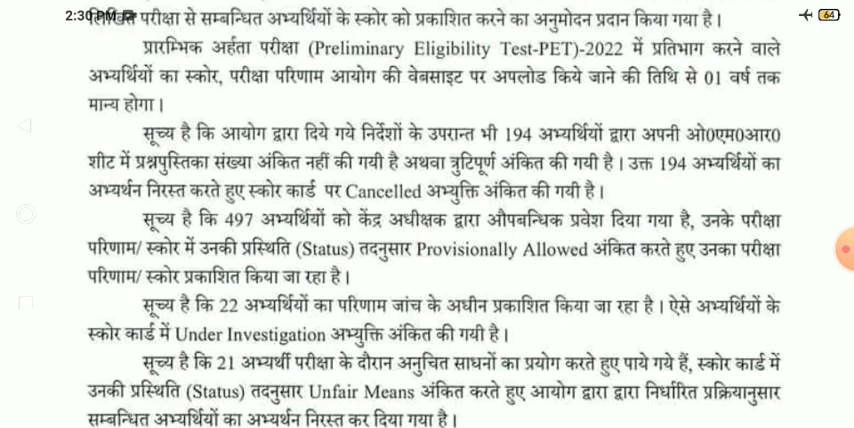 2:30 PM
लिखित परीक्षा से सम्बन्धित अभ्यर्थियों के स्कोर को प्रकाशित करने का अनुमोदन प्रदान किया गया है।
64
प्रारम्भिक अर्हता परीक्षा (Preliminary Eligibility Test-PET)-2022 में प्रतिभाग करने वाले
अभ्यर्थियों का स्कोर, परीक्षा परिणाम आयोग की वेबसाइट पर अपलोड किये जाने की तिथि से 01 वर्ष तक
मान्य होगा।
सूच्य है कि आयोग द्वारा दिये गये निर्देशों के उपरान्त भी 194 अभ्यर्थियों द्वारा अपनी ओ0एम0आर0
शीट में प्रश्नपुस्तिका संख्या अंकित नहीं की गयी है अथवा त्रुटिपूर्ण अंकित की गयी है। उक्त 194 अभ्यर्थियों का
अभ्यर्थन निरस्त करते हुए स्कोर कार्ड पर Cancelled अभ्युक्ति अंकित की गयी है।
सूच्य है कि 497 अभ्यर्थियों को केंद्र अधीक्षक द्वारा औपबन्धिक प्रवेश दिया गया है, उनके परीक्षा
परिणाम/ स्कोर में उनकी प्रस्थिति (Status) तदनुसार Provisionally Allowed अंकित करते हुए उनका परीक्षा
परिणाम/ स्कोर प्रकाशित किया जा रहा है।
सूच्य है कि 22 अभ्यर्थियों का परिणाम जांच के अधीन प्रकाशित किया जा रहा है। ऐसे अभ्यर्थियों के
स्कोर कार्ड में Under Investigation अभ्युक्ति अंकित की गयी है।
सूच्य है कि 21 अभ्यर्थी परीक्षा के दौरान अनुचित साधनों का प्रयोग करते हुए पाये गये हैं, स्कोर कार्ड में
उनकी प्रस्थिति (Status) तदनुसार Unfair Means अंकित करते हुए आयोग द्वारा द्वारा निर्धारित प्रक्रियानुसार
सम्बन्धित अभ्यर्थियों का अभ्यर्थन निरस्त कर दिया गया है।